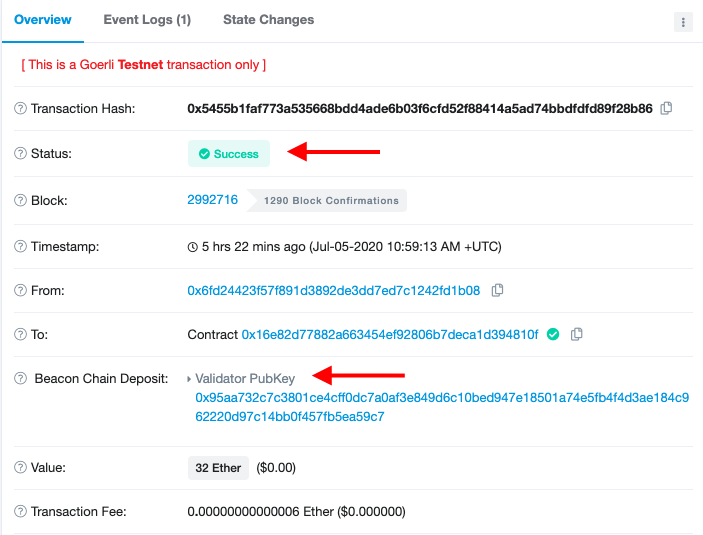 Overview Event Logs (1) State Changes
[ This is a Goerli Testnet transaction only ]
Transaction Hash: 0x5455b1faf773a535668bdd4ade6b03f6cfd52f88414a5ad74bbdfdfd89f28b86
Status: Success
Block: 2992716 1290 Block Confirmations
Timestamp: 5 hrs 22 mins ago (Jul-05-2020 10:59:13 AM +UTC)
From: 0x6fd24423f57f891d3892de3dd7ed7c1242fd1b08
To: Contract 0x16e82d77882a663454ef92806b7deca1d394810f
Beacon Chain Deposit: Validator PubKey
0x95aa732c7c3801ce4cff0dc7a0af3e849d6c10bed947e18501a74e5fb4f4d3ae184c9
62220d97c14bb0f457fb5ea59c7
Value: 32 Ether ($0.00)
Transaction Fee: 0.00000000000006 Ether ($0.000000)